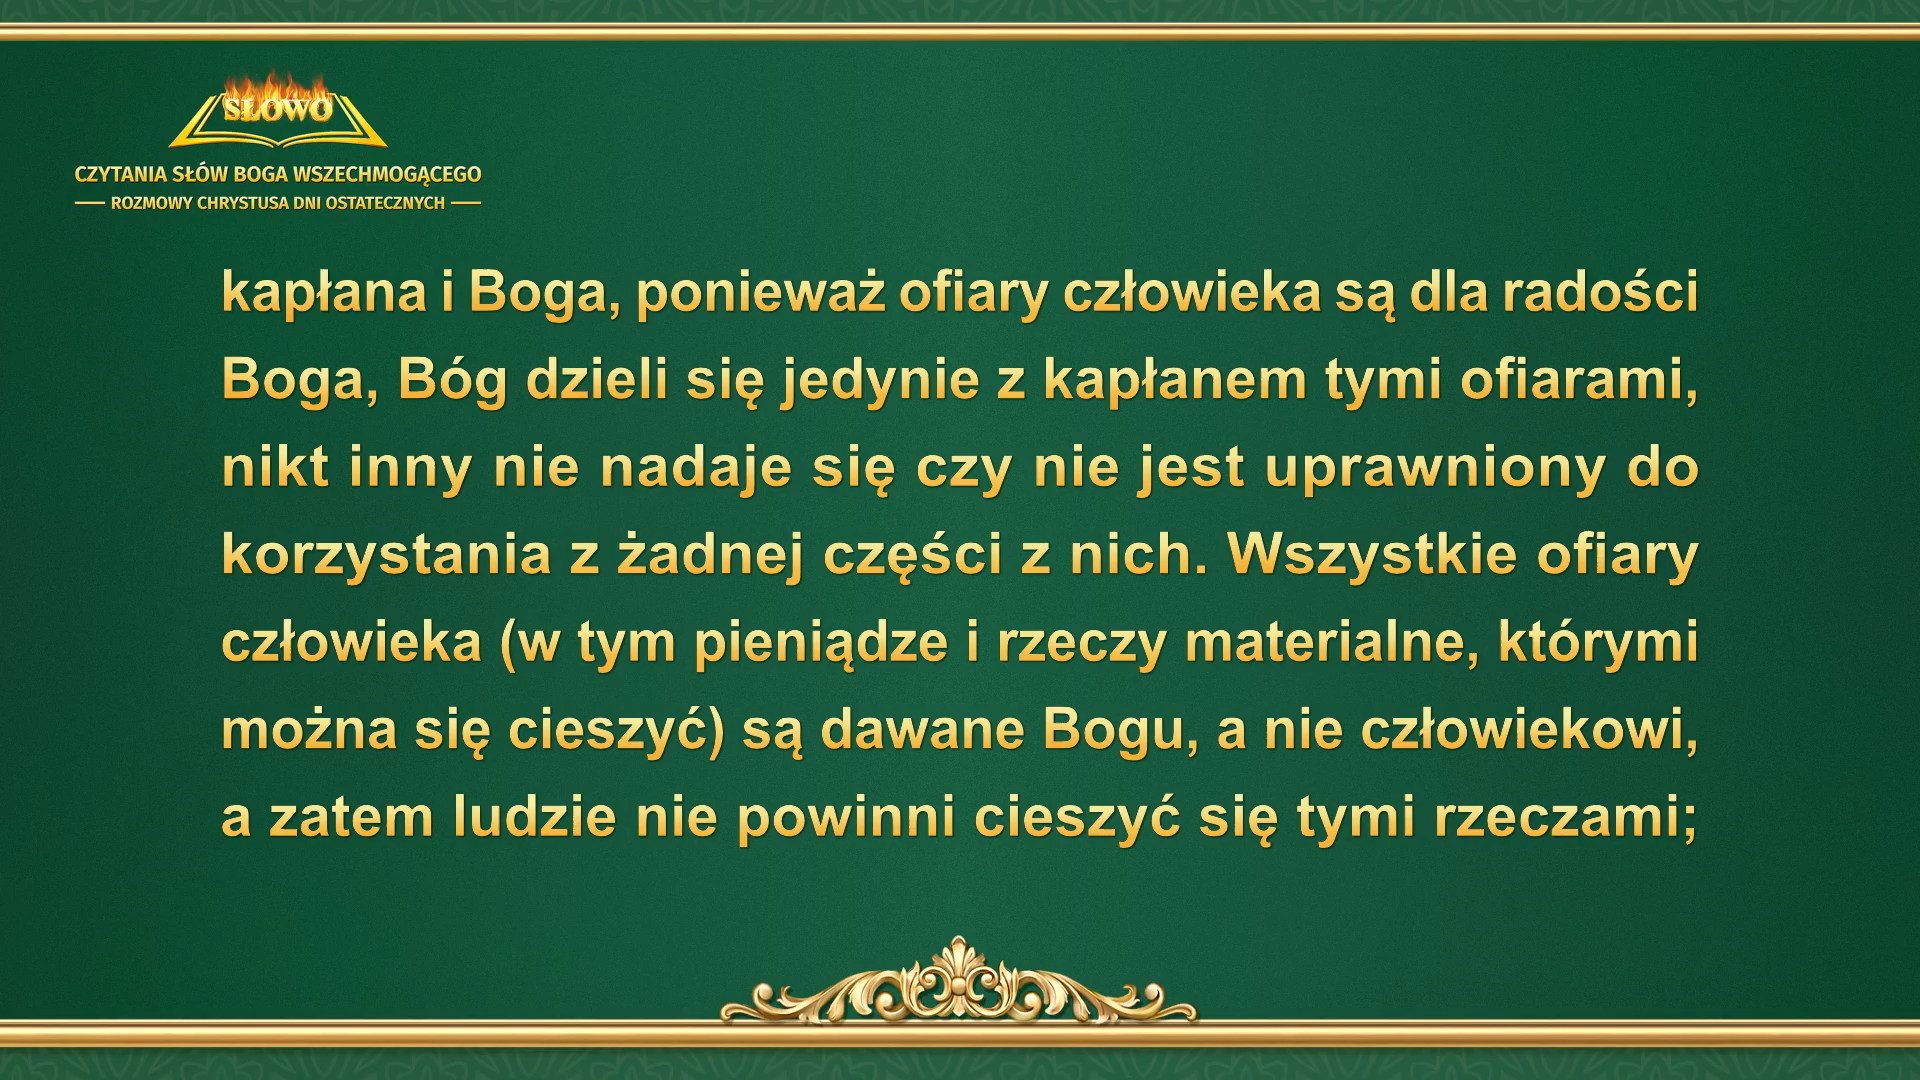 SŁOWO
CZYTANIA SŁÓW BOGA WSZECHMOGĄCEGO
ROZMOWY CHRYSTUSA DNI OSTATECZNYCH
kapłana i Boga, ponieważ ofiary człowieka są dla radości
Boga, Bóg dzieli się jedynie z kapłanem tymi ofiarami,
nikt inny nie nadaje się czy nie jest uprawniony do
korzystania z żadnej części z nich. Wszystkie ofiary
człowieka (w tym pieniądze i rzeczy materialne, którymi
można się cieszyć) są dawane Bogu, a nie człowiekowi,
a zatem ludzie nie powinni cieszyć się tymi rzeczami;